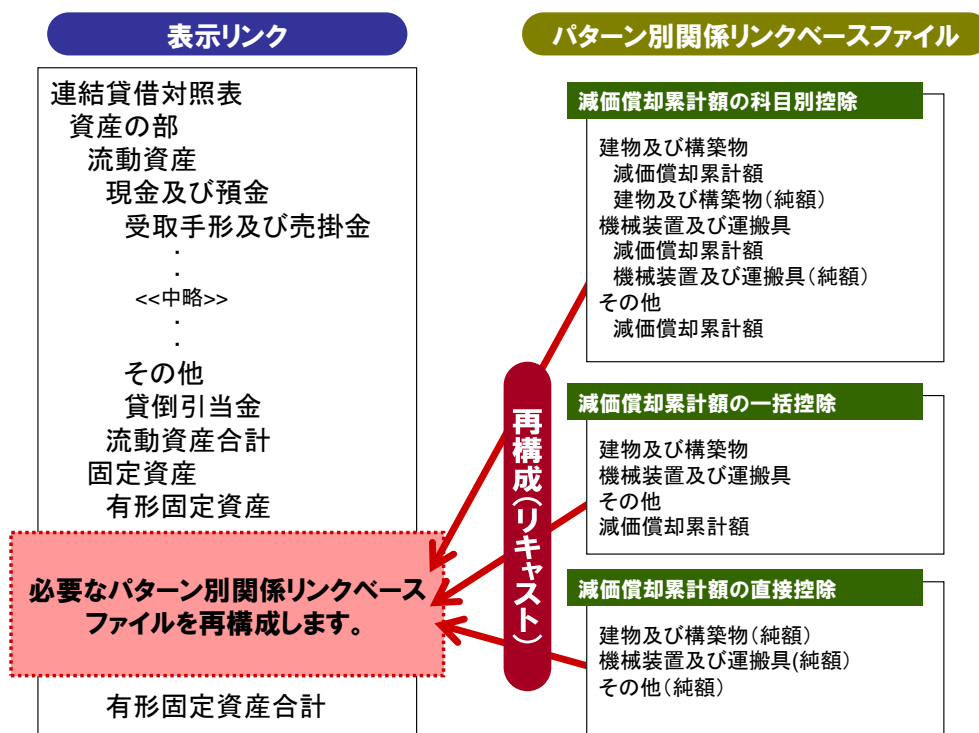 表示リンク
連結貸借対照表
資産の部
流動資産
現金及び預金
受取手形及び売掛金
・
・
<<中略>>
・
・
その他
貸倒引当金
流動資産合計
固定資産
有形固定資産
必要なパターン別関係リンクベース
ファイルを再構成します。
有形固定資産合計
再構成(リキャスト)
パターン別関係リンクベースファイル
減価償却累計額の科目別控除
建物及び構築物
減価償却累計額
建物及び構築物(純額)
機械装置及び運搬具
減価償却累計額
機械装置及び運搬具(純額)
その他
減価償却累計額
減価償却累計額の一括控除
建物及び構築物
機械装置及び運搬具
その他
減価償却累計額
減価償却累計額の直接控除
建物及び構築物(純額)
機械装置及び運搬具(純額)
その他(純額)